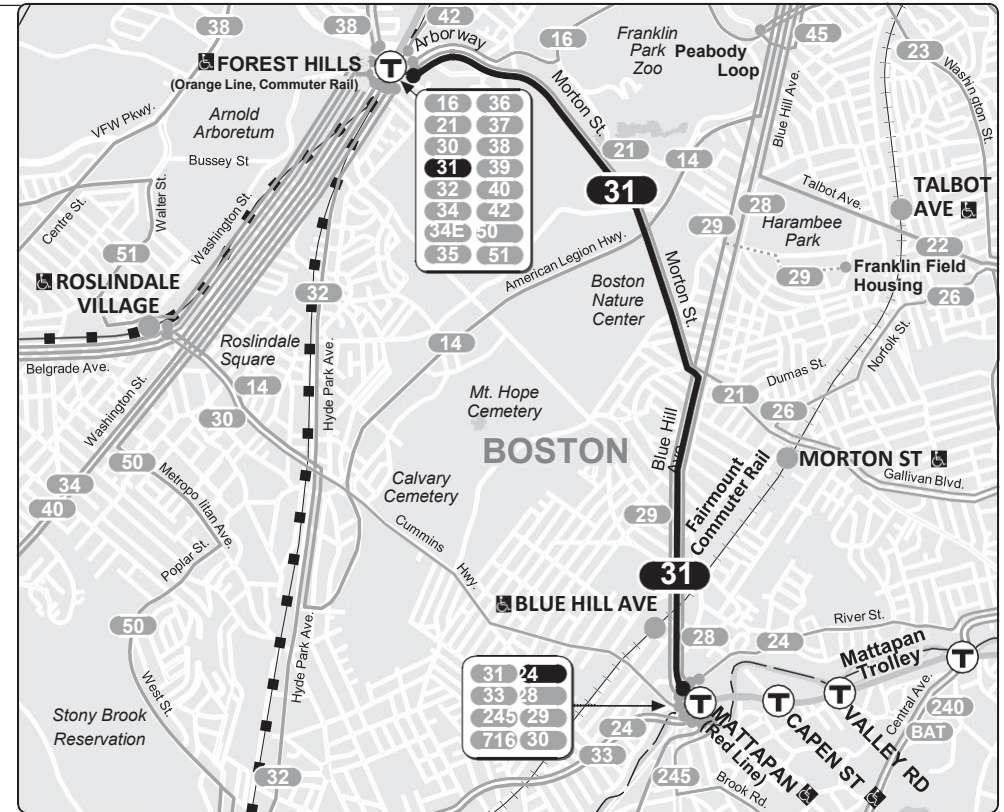 38
38
42
Arborway
16
Franklin
Park
Zoo
Peabody
Loop
45
23
Washington St.
FOREST HILLS
(Orange Line, Commuter Rail)
T
VFW Pkwy.
Arnold
Arboretum
Bussey St
Morton St.
Blue Hill Ave.
16 36
21 37
30 38
31 39
32 40
34 42
34E 50
35 51
21
14
31
Centre St.
Walter St.
Washington St.
28
Talbot Ave.
TALBOT
AVE
29
Harambee
Park
22
51
American Legion Hwy.
Morton St.
29
Franklin Field
Housing
26
ROSLINDALE
VILLAGE
32
Boston
Nature
Center
Norfolk St.
Roslindale
Square
14
Belgrade Ave.
Hyde Park Ave.
14
Dumas St.
21
26
30
Mt. Hope
Cemetery
Washington St.
BOSTON
Blue Hill
Ave.
MORTON ST
Gallivan Blvd.
50
34
40
Metropo litan Ave.
Calvary
Cemetery
Cummins
Hwy.
29
Fairmount
Commuter Rail
Poplar St.
31
BLUE HILL AVE
50
28
24
River St.
Mattapan
Trolley
T
Hyde Park Ave.
West St.
31 24
33 28
245 29
716 30
Stony Brook
Reservation
T
T
T
MATTAPAN
(Red Line)
CAPEN ST
VALLEY RD
Central Ave.
240
BAT
24
33
32
245
Brook Rd.